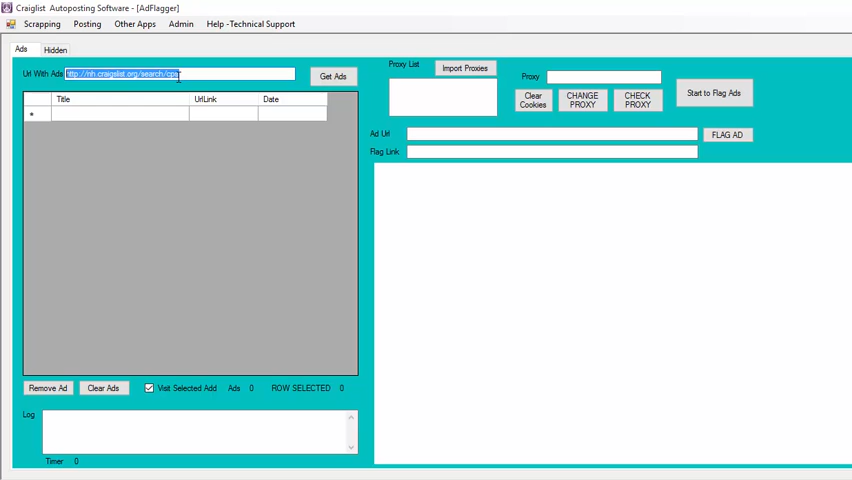 Craiglist Autoposting Software - [AdFlagger]
Scrapping Posting Other Apps Admin Help -Technical Support
Ads Hidden
Url With Ads http://nh.craigslist.org/search/cps Get Ads
Title UrlLink Date
*
Remove Ad Clear Ads Visit Selected Add Ads 0 ROW SELECTED 0
Log
Timer 0
Proxy List Import Proxies
Proxy
Clear Cookies
CHANGE PROXY
CHECK PROXY
Start to Flag Ads
Ad Url FLAG AD
Flag Link